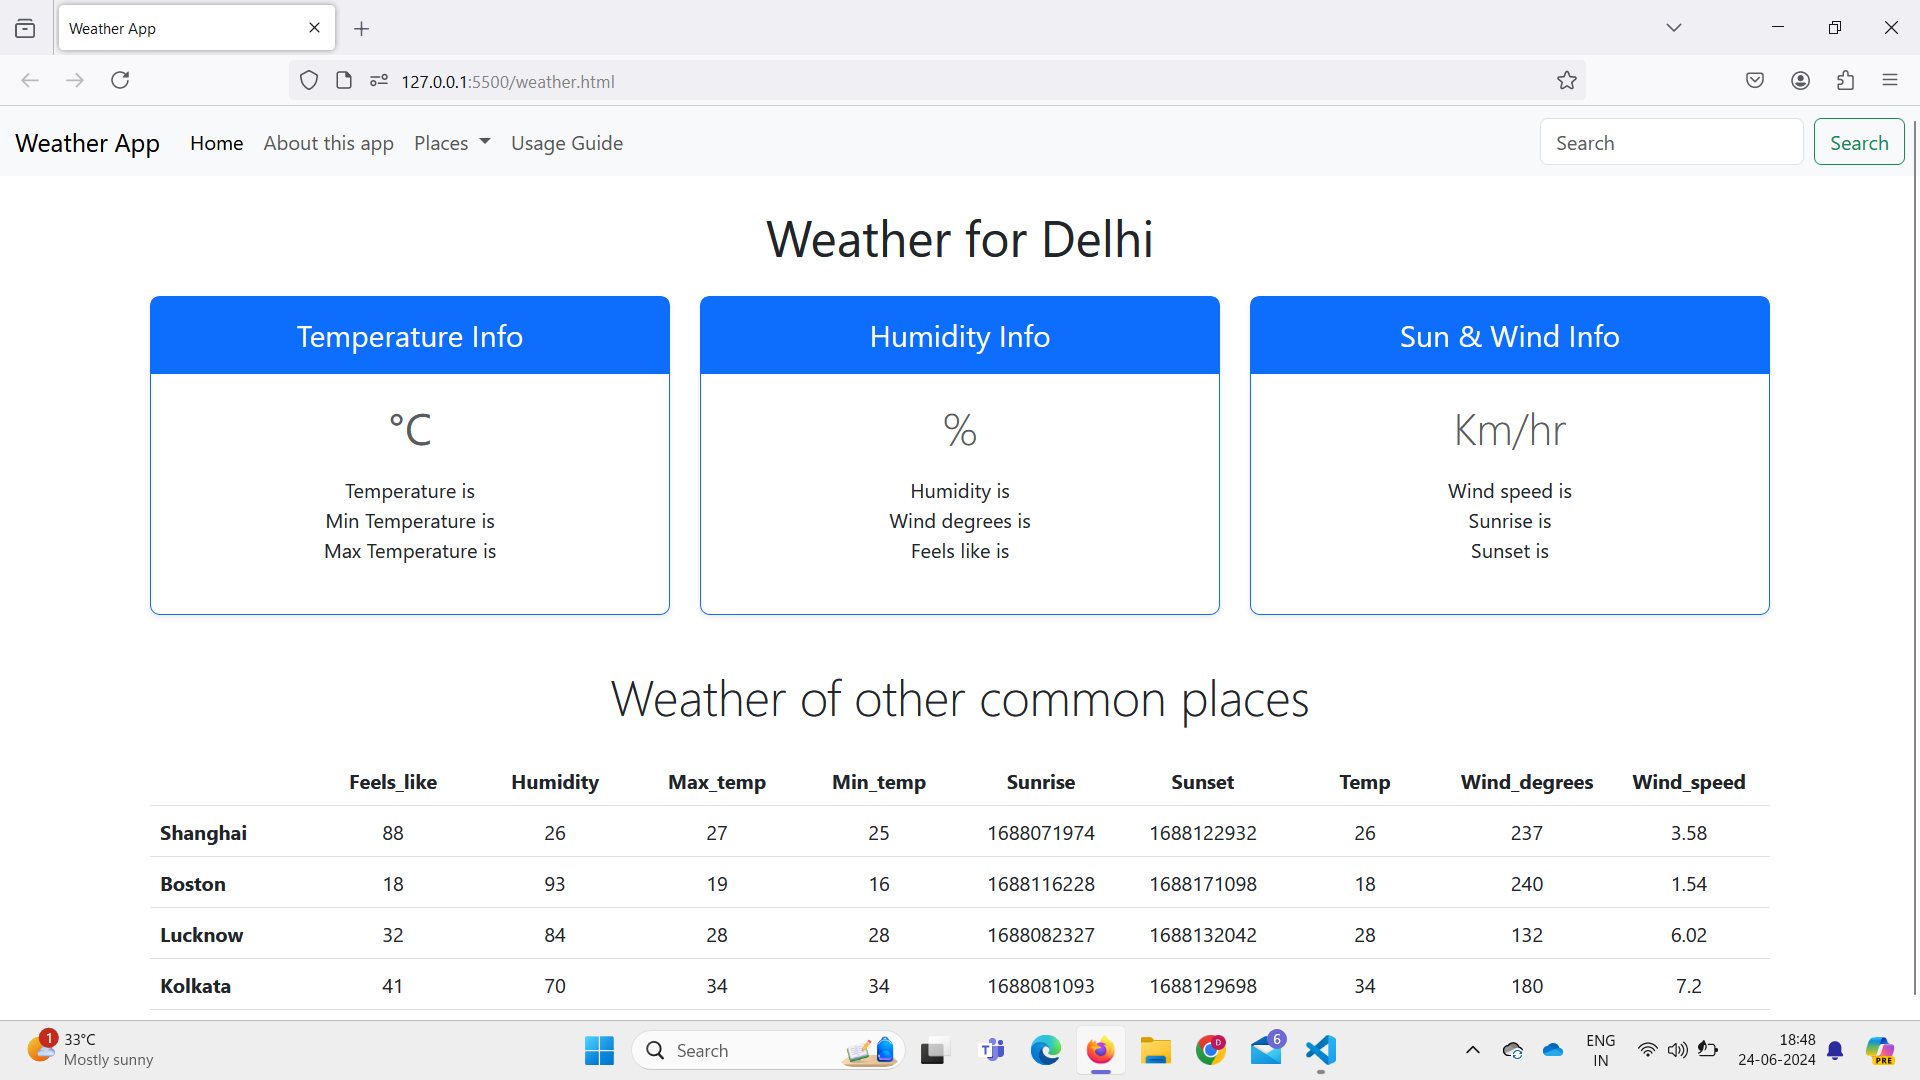 Weather App
127.0.0.1:5500/weather.html
Weather App Home About this app Places Usage Guide Search Search
Weather for Delhi
Temperature Info
°C
Temperature is
Min Temperature is
Max Temperature is
Humidity Info
%
Humidity is
Wind degrees is
Feels like is
Sun & Wind Info
Km/hr
Wind speed is
Sunrise is
Sunset is
Weather of other common places
Feels_like Humidity Max_temp Min_temp Sunrise Sunset Temp Wind_degrees Wind_speed
Shanghai 88 26 27 25 1688071974 1688122932 26 237 3.58
Boston 18 93 19 16 1688116228 1688171098 18 240 1.54
Lucknow 32 84 28 28 1688082327 1688132042 28 132 6.02
Kolkata 41 70 34 34 1688081093 1688129698 34 180 7.2
1
33°C
Mostly sunny
Search
D
6
ENG
IN
18:48
24-06-2024
PRE